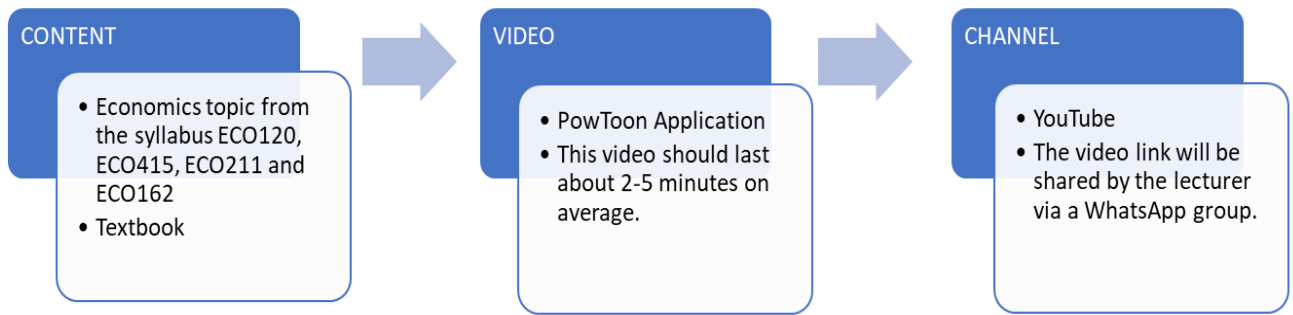 CONTENT
• Economics topic from
the syllabus ECO120,
ECO415, ECO211 and
ECO162
• Textbook
VIDEO
• PowToon Application
• This video should last
about 2-5 minutes on
average.
CHANNEL
• YouTube
• The video link will be
shared by the lecturer
via a WhatsApp group.